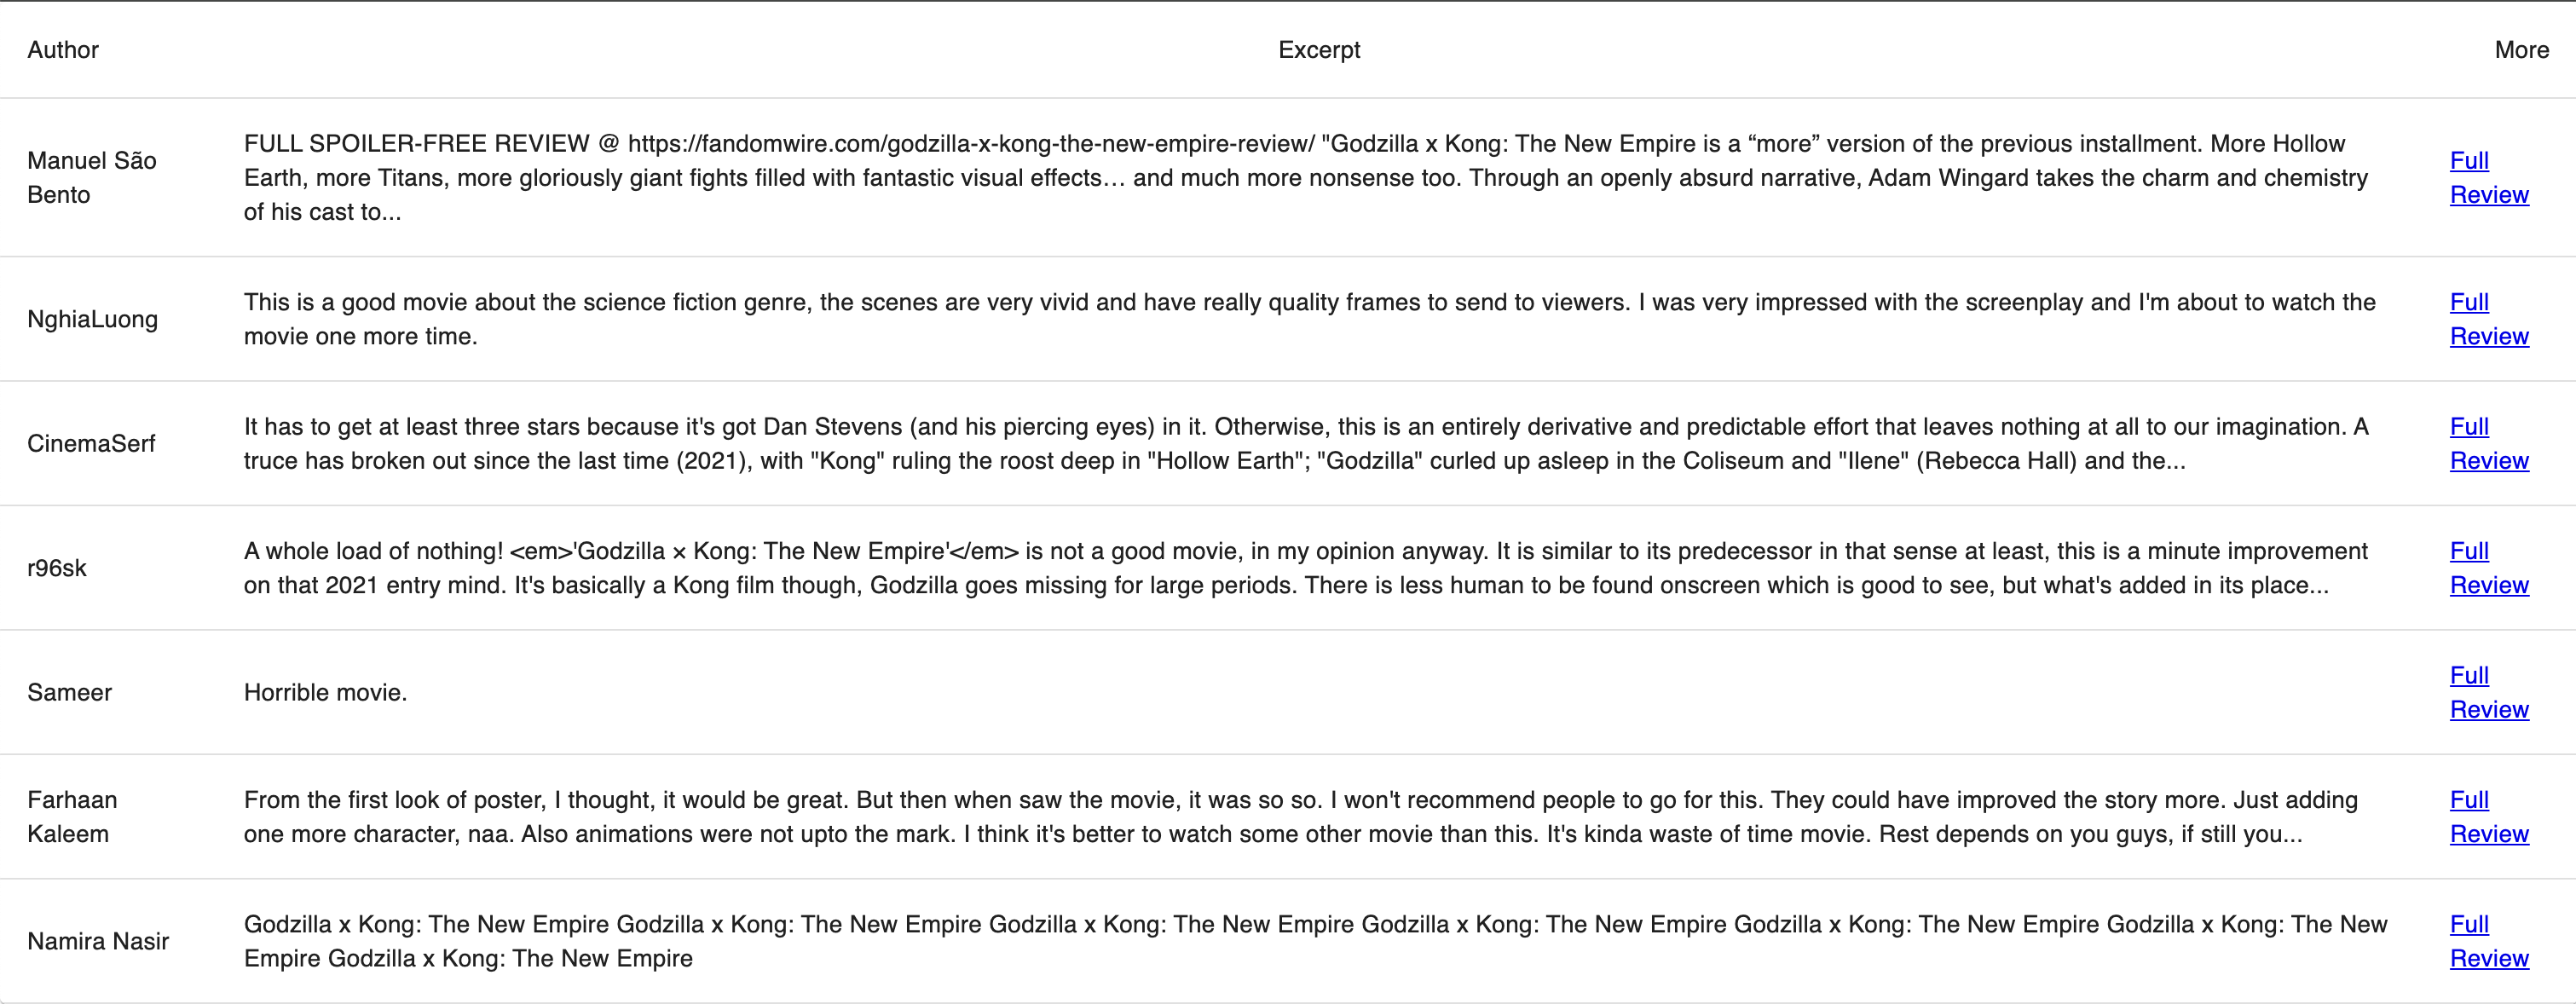 Author Excerpt More
Manuel São Bento
FULL SPOILER-FREE REVIEW @ https://fandomwire.com/godzilla-x-kong-the-new-empire-review/ "Godzilla x Kong: The New Empire is a “more” version of the previous installment. More Hollow
Earth, more Titans, more gloriously giant fights filled with fantastic visual effects… and much more nonsense too. Through an openly absurd narrative, Adam Wingard takes the charm and chemistry
of his cast to...
Full
Review
NghiaLuong
This is a good movie about the science fiction genre, the scenes are very vivid and have really quality frames to send to viewers. I was very impressed with the screenplay and I'm about to watch the
movie one more time.
Full
Review
CinemaSerf
It has to get at least three stars because it's got Dan Stevens (and his piercing eyes) in it. Otherwise, this is an entirely derivative and predictable effort that leaves nothing at all to our imagination. A
truce has broken out since the last time (2021), with "Kong" ruling the roost deep in "Hollow Earth"; "Godzilla" curled up asleep in the Coliseum and "Ilene" (Rebecca Hall) and the...
Full
Review
r96sk
A whole load of nothing! <em>'Godzilla × Kong: The New Empire'</em> is not a good movie, in my opinion anyway. It is similar to its predecessor in that sense at least, this is a minute improvement
on that 2021 entry mind. It's basically a Kong film though, Godzilla goes missing for large periods. There is less human to be found onscreen which is good to see, but what's added in its place...
Full
Review
Sameer
Horrible movie.
Full
Review
Farhaan
Kaleem
From the first look of poster, I thought, it would be great. But then when saw the movie, it was so so. I won't recommend people to go for this. They could have improved the story more. Just adding
one more character, naa. Also animations were not upto the mark. I think it's better to watch some other movie than this. It's kinda waste of time movie. Rest depends on you guys, if still you...
Full
Review
Namira Nasir
Godzilla x Kong: The New Empire Godzilla x Kong: The New Empire Godzilla x Kong: The New Empire Godzilla x Kong: The New Empire Godzilla x Kong: The New Empire Godzilla x Kong: The New
Empire Godzilla x Kong: The New Empire
Full
Review